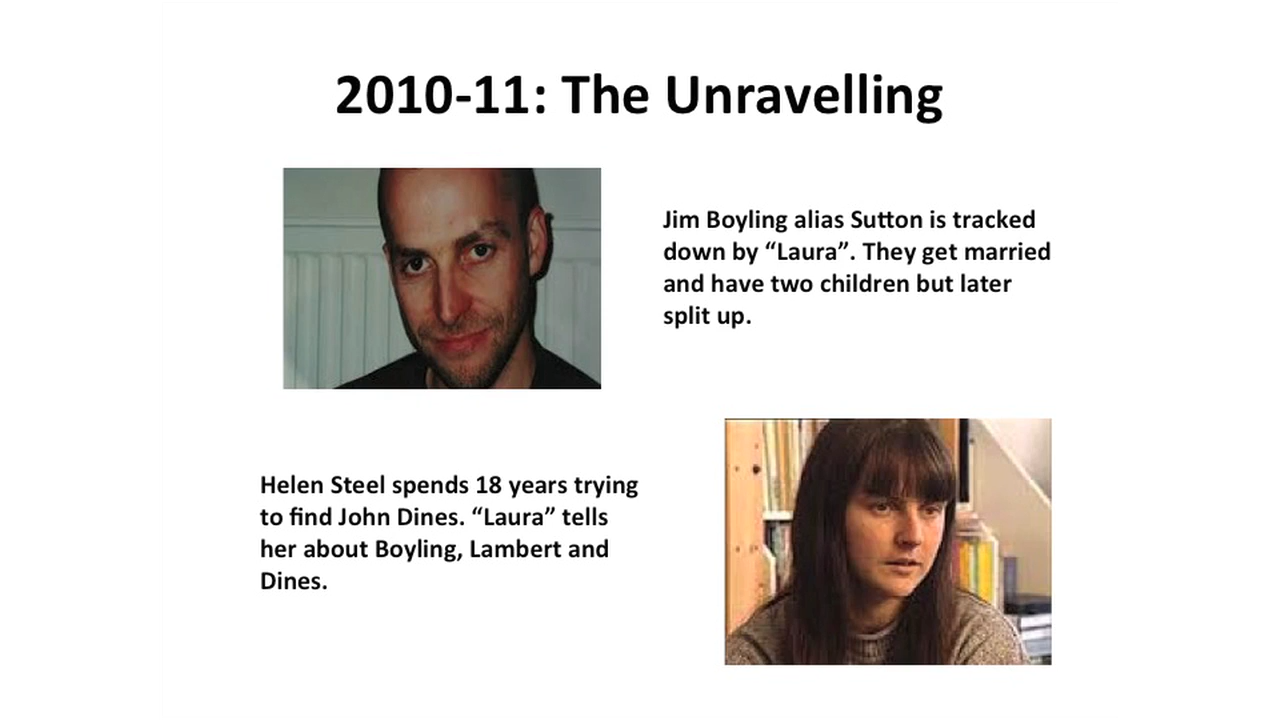 2010-11: The Unravelling
Jim Boyling alias Sutton is tracked
down by “Laura”. They get married
and have two children but later
split up.
Helen Steel spends 18 years trying
to find John Dines. “Laura” tells
her about Boyling, Lambert and
Dines.